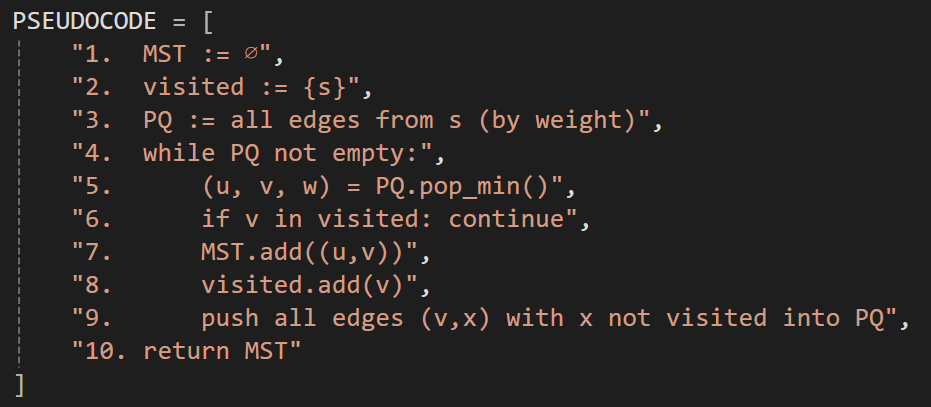 PSEUDOCODE = [
    "1.  MST := ∅",
    "2.  visited := {s}",
    "3.  PQ := all edges from s (by weight)",
    "4.  while PQ not empty:",
    "5.      (u, v, w) = PQ.pop_min()",
    "6.      if v in visited: continue",
    "7.      MST.add((u,v))",
    "8.      visited.add(v)",
    "9.      push all edges (v,x) with x not visited into PQ",
    "10. return MST"
]